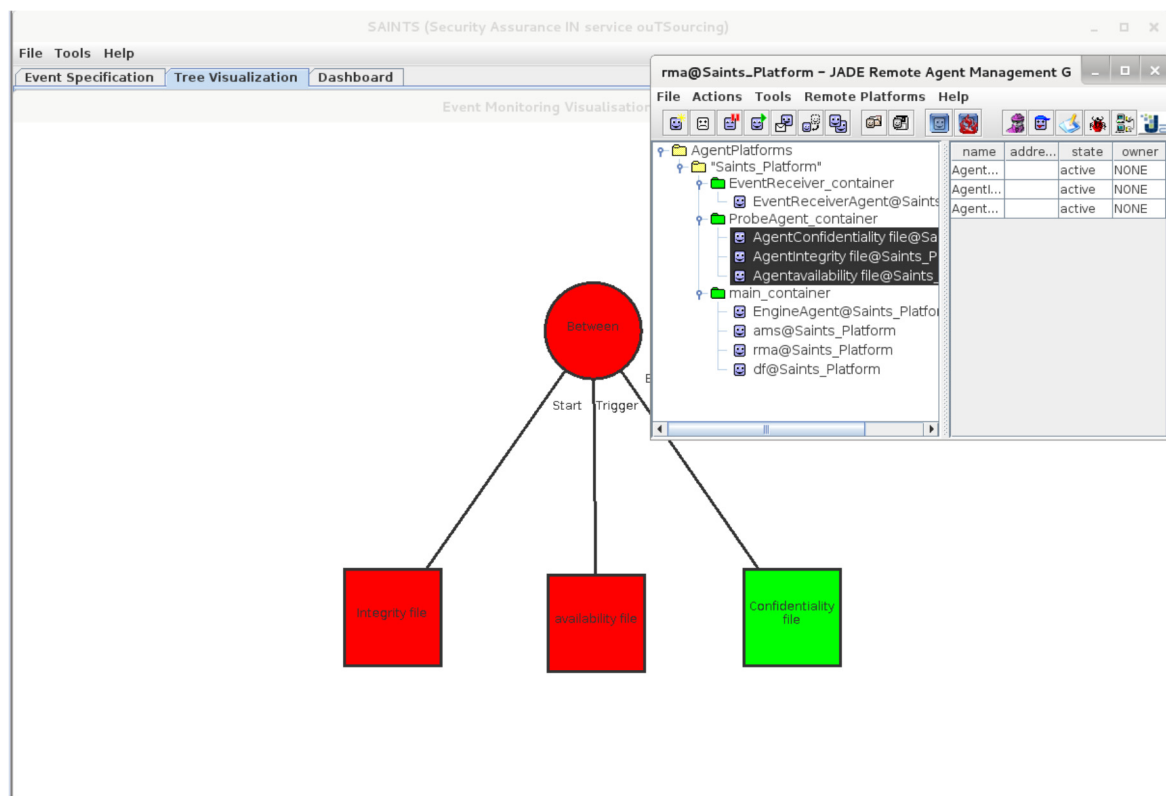 SAINTS (Security Assurance IN service ouTSourcing)
File Tools Help
Event Specification Tree Visualization Dashboard
Event Monitoring Visualisation
rma@Saints_Platform – JADE Remote Agent Management G
File Actions Tools Remote Platforms Help
AgentPlatforms
"Saints_Platform"
EventReceiver_container
EventReceiverAgent@Saints
ProbeAgent_container
AgentConfidentiality file@Sa
AgentIntegrity file@Saints_P
Agentavailability file@Saints_
main_container
EngineAgent@Saints_Platfor
ams@Saints_Platform
rma@Saints_Platform
df@Saints_Platform
name addre... state owner
Agent... active NONE
AgentI... active NONE
Agent... active NONE
Between
E
Start Trigger
Integrity file
availability file
Confidentiality
file